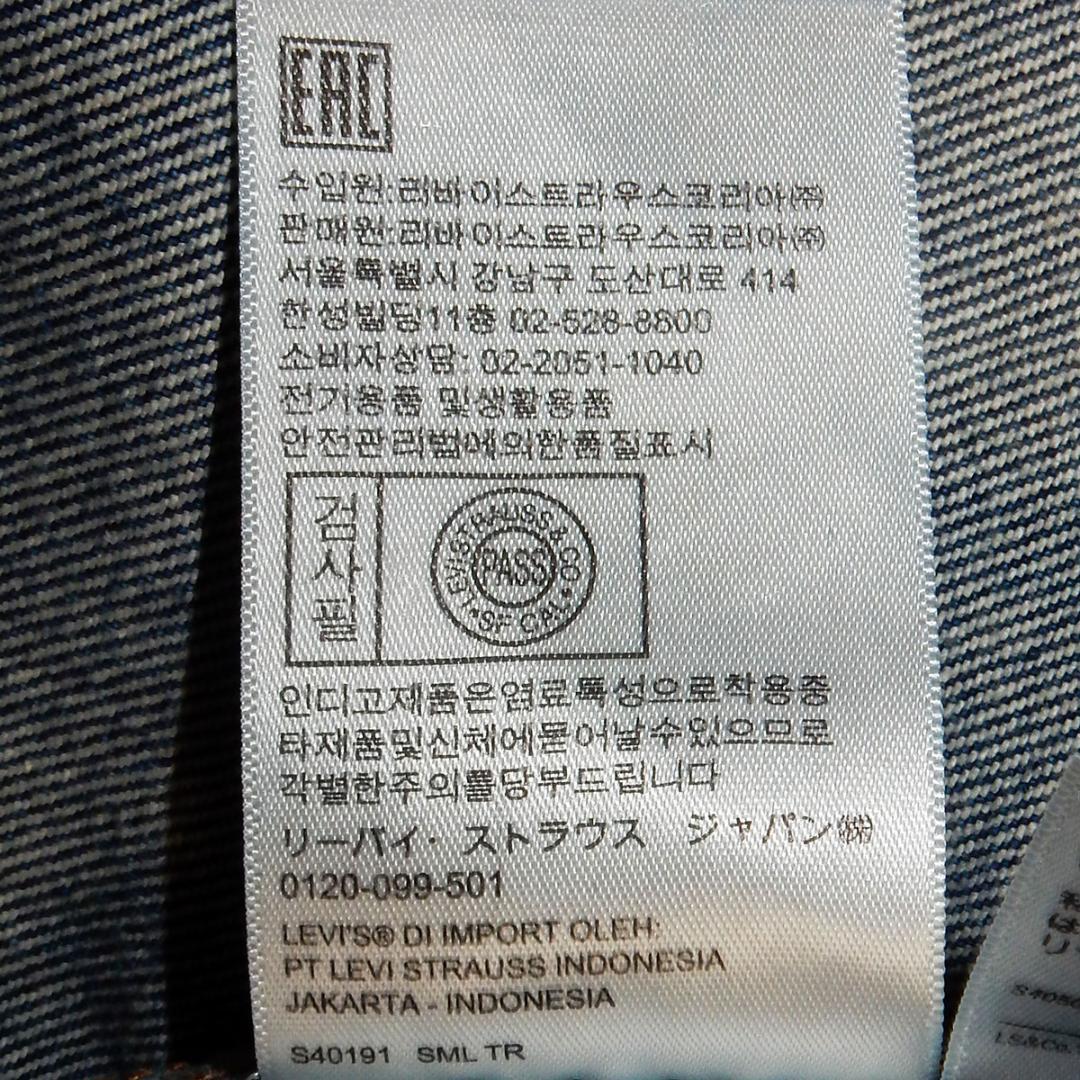 EAC
수입원:리바이스트라우스코리아㈜
판매원:리바이스트라우스코리아㈜
서울특별시 강남구 도산대로 414
한성빌딩11층 02-528-8800
소비자상담: 02-2051-1040
전기용품 및생활용품
안전관리법에의한품질표시
검사필
LEVI STRAUSS & CO
PASS
SF CAL
인디고제품은염료특성으로착용중
타제품및신체에묻어날수있으므로
각별한주의를당부드립니다
リーバイ・ストラウス ジャパン㈱
0120-099-501
LEVI'S® DI IMPORT OLEH:
PT LEVI STRAUSS INDONESIA
JAKARTA - INDONESIA
S40191 SML TR
LS&Co.